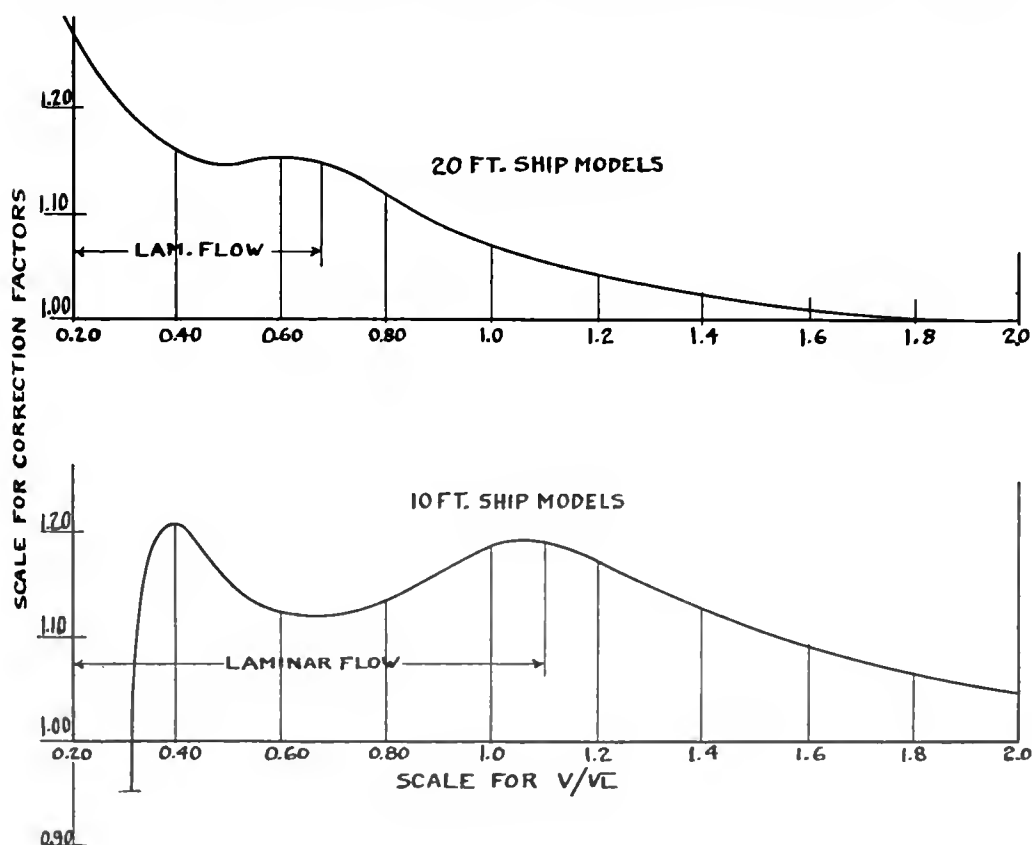 SCALE FOR CORRECTION FACTORS
1.20
1.10
1.00
20 FT. SHIP MODELS
LAM. FLOW
0.20 0.40 0.60 0.80 1.0 1.2 1.4 1.6 1.8 2.0
10 FT. SHIP MODELS
1.20
1.10
LAMINAR FLOW
1.00
0.20 0.40 0.60 0.80 1.0 1.2 1.4 1.6 1.8 2.0
SCALE FOR V/√L
0.90